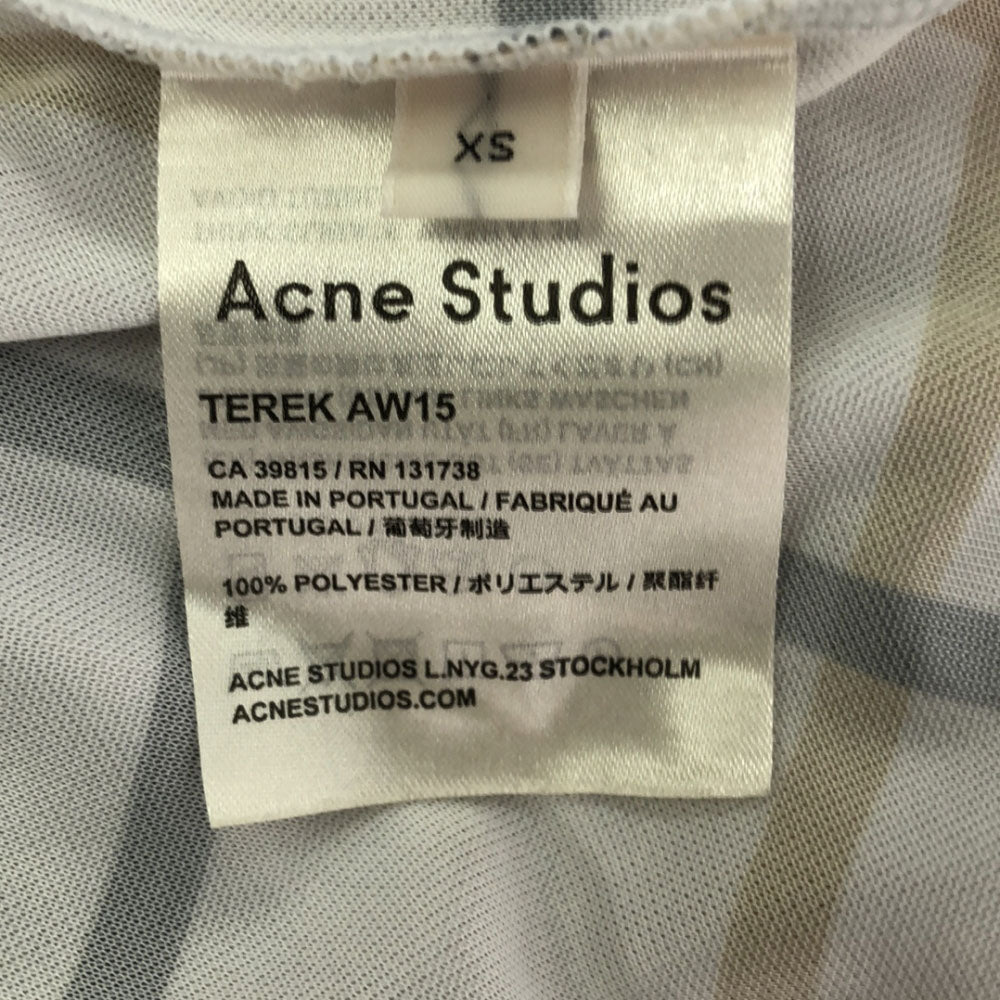 XS
Acne Studios
TEREK AW15
CA 39815 / RN 131738
MADE IN PORTUGAL / FABRIQUÉ AU
PORTUGAL / 葡萄牙制造
100% POLYESTER / ポリエステル / 聚酯纤
维
ACNE STUDIOS L.NYG.23 STOCKHOLM
ACNESTUDIOS.COM